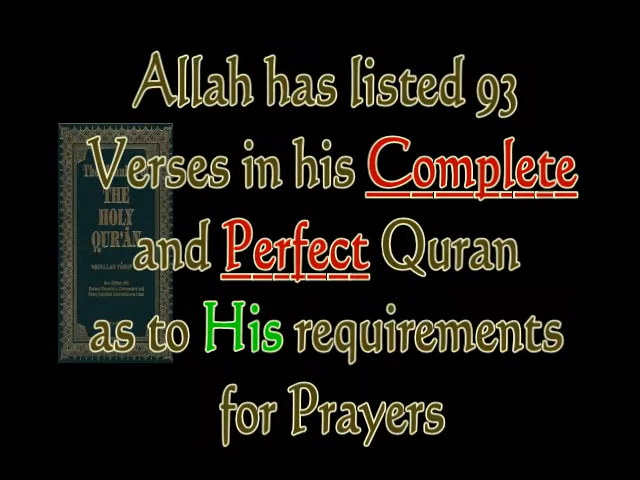 Allah has listed 93
Verses in his Complete
and Perfect Quran
as to His requirements
for Prayers
THE
HOLY
QUR'ĀN